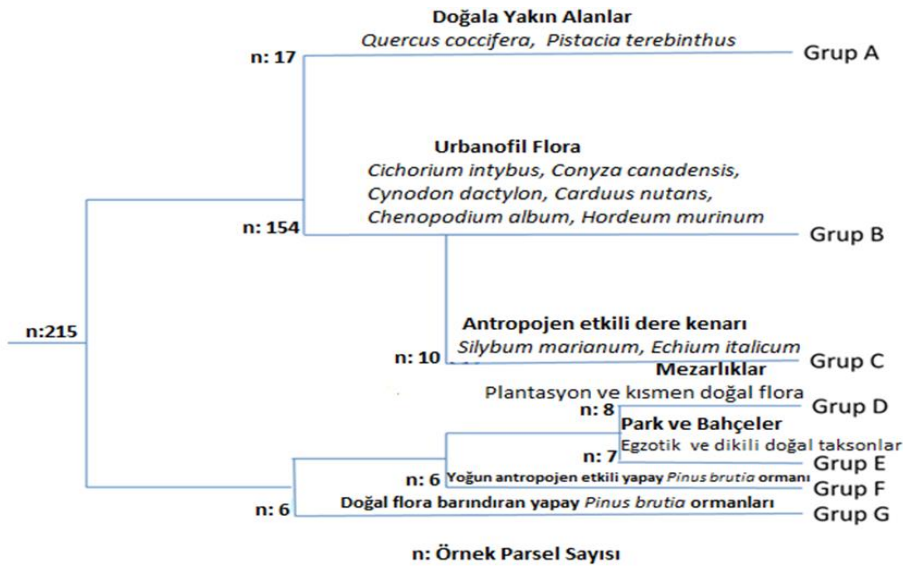 Doğala Yakın Alanlar
Quercus coccifera, Pistacia terebinthus
n: 17
Grup A
Urbanofil Flora
Cichorium intybus, Conyza canadensis,
Cynodon dactylon, Carduus nutans,
Chenopodium album, Hordeum murinum
n: 154
Grup B
n:215
Antropojen etkili dere kenarı
Silybum marianum, Echium italicum
n: 10
Grup C
Mezarlıklar
Plantasyon ve kısmen doğal flora
n: 8
Grup D
Park ve Bahçeler
Egzotik ve dikili doğal taksonlar
n: 7
Grup E
n: 6 Yoğun antropojen etkili yapay Pinus brutia ormanı
Grup F
n: 6 Doğal flora barındıran yapay Pinus brutia ormanları
Grup G
n: Örnek Parsel Sayısı